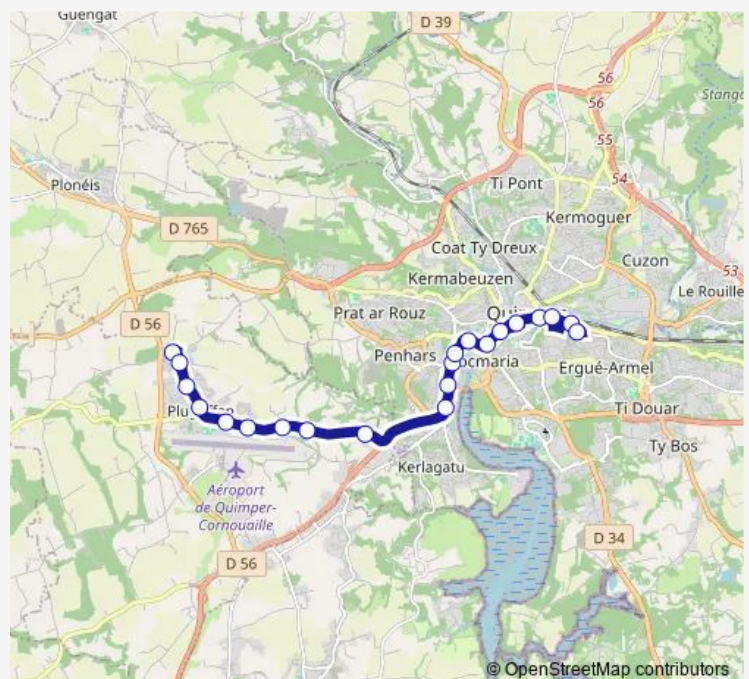 Guengat
D 39
56
56
Stang
55
Plonéis
Ti Pont
54
Kermoguer
D 765
Coat Ty Dreux
Cuzon
53
Kermabeuzen
Le Rouille
D 56
Prat ar Rouz
Penhars
Ergué-Armel
Ti Douar
Ty Bos
Kerlagatu
Aéroport
de Quimper-
Cornouaille
D 34
D 56
© OpenStreetMap contributors